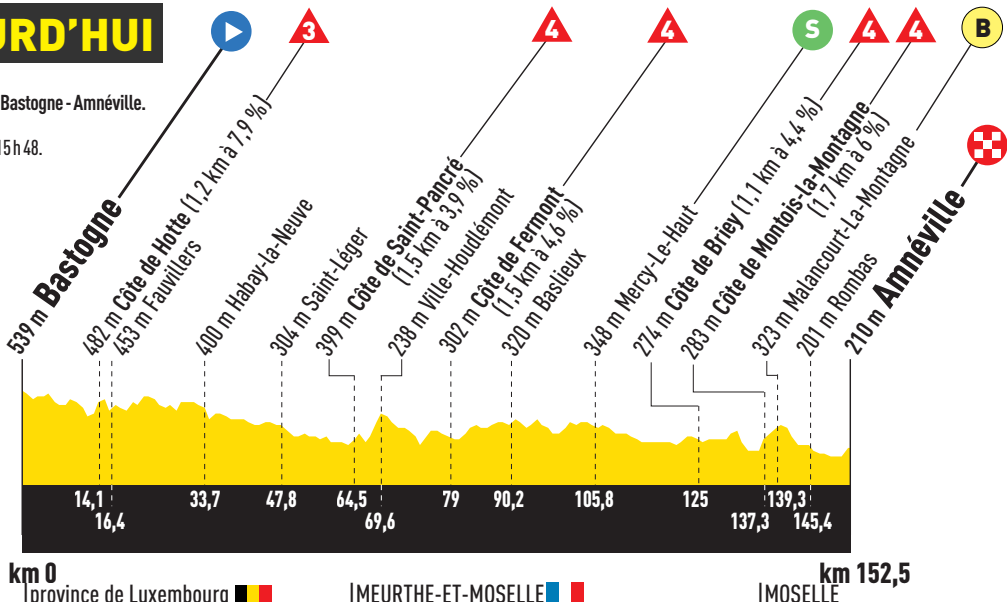 URD'HUI
Bastogne - Amnéville.
15 h 48.
3
4
4
S
4
4
B
539 m Bastogne
482 m Côte de Hotte (1,2 km à 7,9 %)
453 m Fauvillers
400 m Habay-la-Neuve
304 m Saint-Léger
399 m Côte de Saint-Pancré
(1,5 km à 3,9 %)
238 m Ville-Houdlémont
302 m Côte de Fermont
(1,5 km à 4,6 %)
320 m Bastieux
348 m Mercy-Le-Haut
274 m Côte de Briey (1,1 km à 4,4 %)
283 m Côte de Montois-la-Montagne
(1,7 km à 6 %)
323 m Malancourt-La-Montagne
201 m Rombas
210 m Amnéville
14,1 33,7 47,8 64,5 79 90,2 105,8 125 139,3
16,4 69,6 137,3 145,4
km 0 km 152,5
province de Luxembourg MEURTHE-ET-MOSELLE MOSELLE